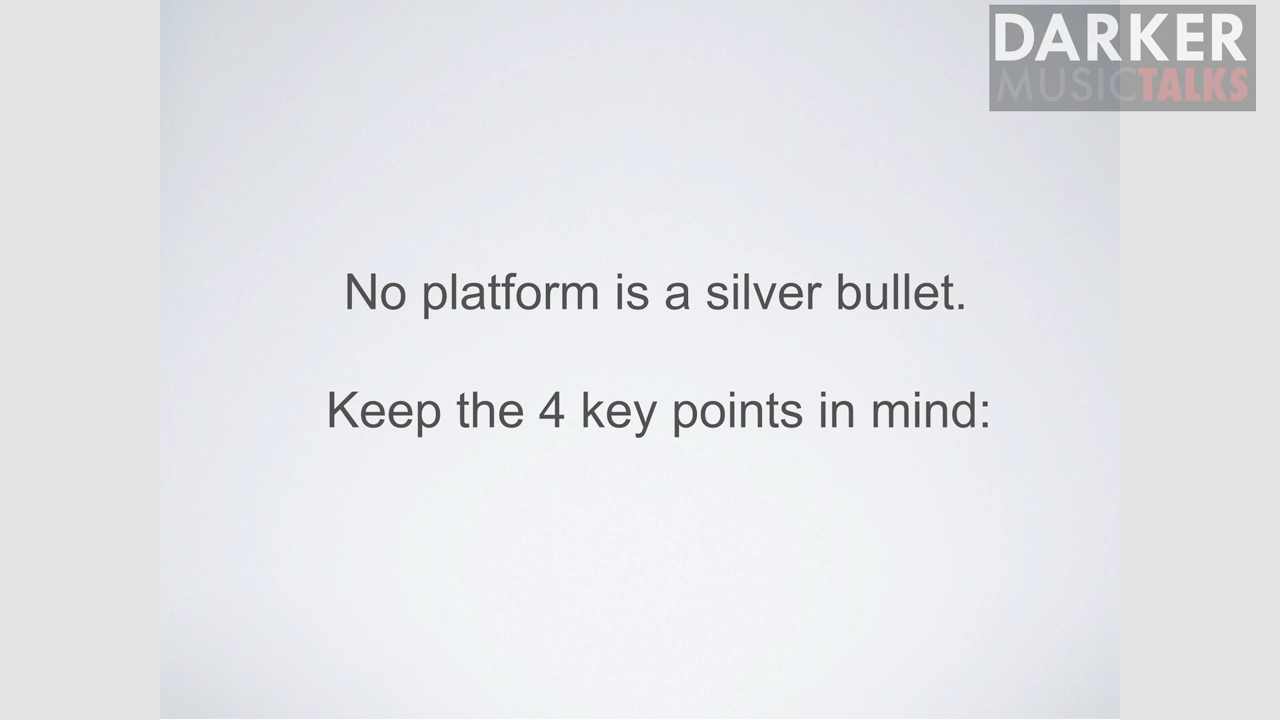 DARKER
MUSICTALKS
No platform is a silver bullet.
Keep the 4 key points in mind: